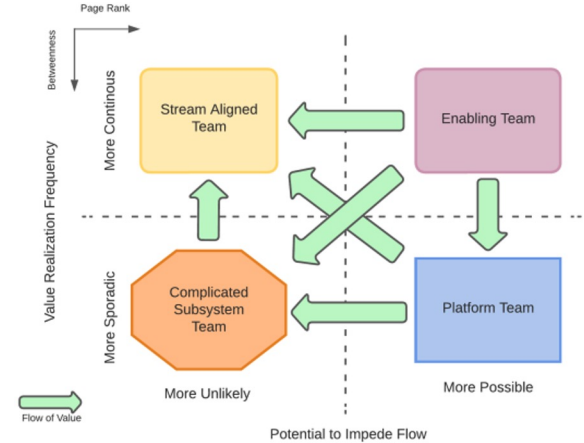 Page Rank
Betweenness
Value Realization Frequency
More Continous
Stream Aligned
Team
Enabling Team
More Sporadic
Complicated
Subsystem
Team
Platform Team
More Unlikely
More Possible
Flow of Value
Potential to Impede Flow